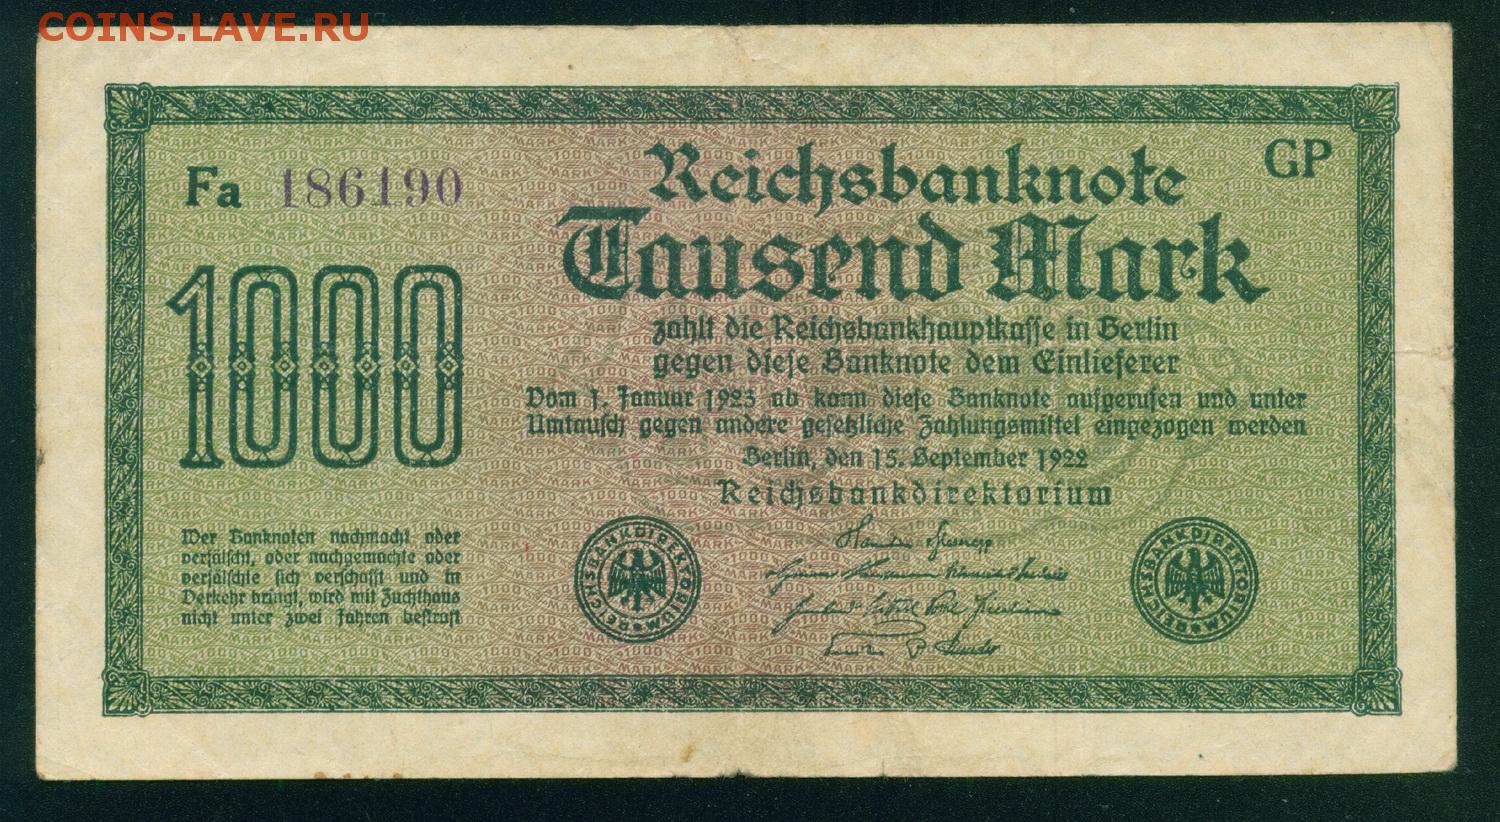 COINS.LAVE.RU
Fa 186190
GP
Reichsbanknote
Tausend Mark
1000
zahlt die Reichsbankhauptkasse in Berlin
gegen diese Banknote dem Einlieferer
Vom 1. Januar 1923 ab kann diese Banknote aufgerufen und unter
Umtausch gegen andere gesetzliche Zahlungsmittel eingezogen werden
Berlin, den 15. September 1922
Reichsbankdirektorium
Wer Banknoten nachmacht oder
verfälscht, oder nachgemachte oder
verfälschte sich verschafft und in
Verkehr bringt, wird mit Zuchthaus
nicht unter zwei Jahren bestraft
REICHSBANKDIREKTORIUM
REICHSBANKDIREKTORIUM